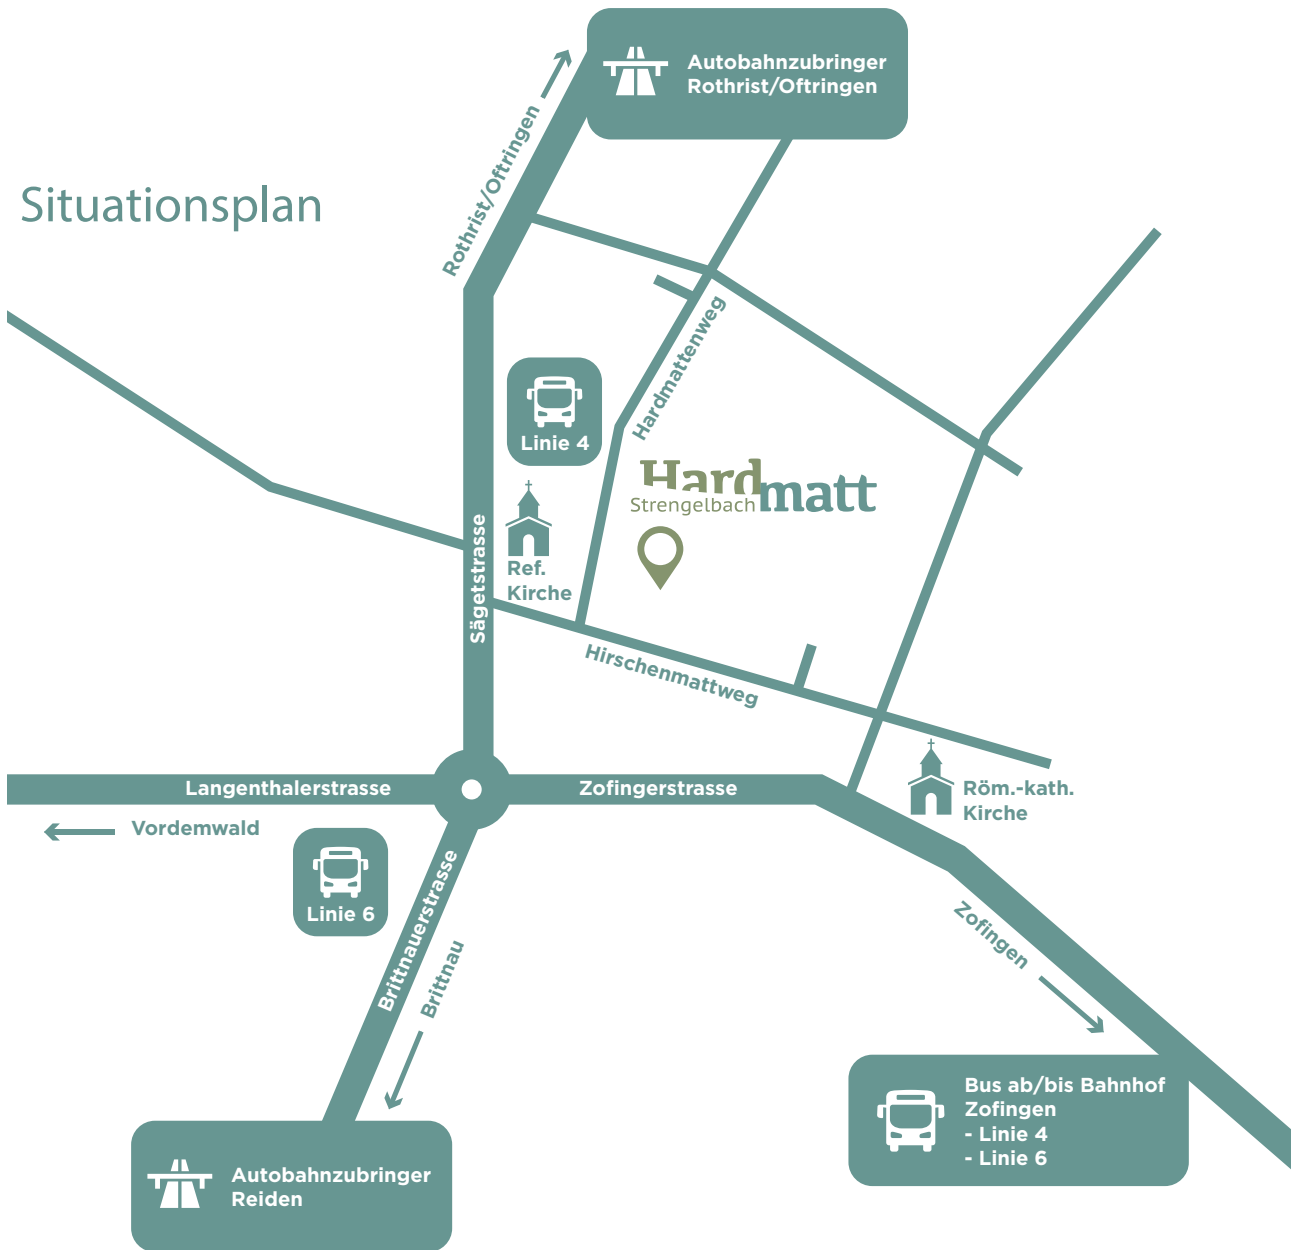 Autobahnzubringer
Rothrist/Oftringen
Rothrist/Oftringen
Situationsplan
Hardmattenweg
Linie 4
Hardmatt
Strengelbach
Sägetstrasse
Ref.
Kirche
Hirschenmattweg
Langenthalerstrasse
Zofingerstrasse
Röm.-kath.
Kirche
Vordemwald
Linie 6
Brittnauerstrasse
Brittnau
Zofingen
Bus ab/bis Bahnhof
Zofingen
- Linie 4
- Linie 6
Autobahnzubringer
Reiden